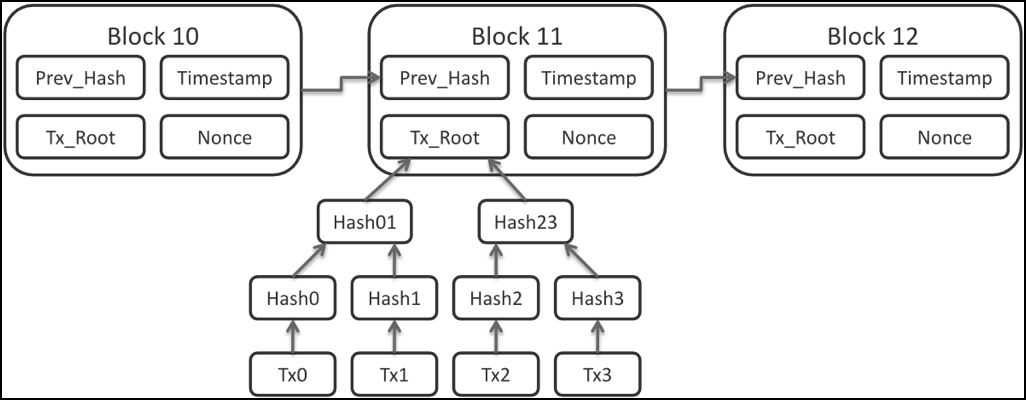 Block 10
Prev_Hash Timestamp
Tx_Root Nonce
Block 11
Prev_Hash Timestamp
Tx_Root Nonce
Block 12
Prev_Hash Timestamp
Tx_Root Nonce
Hash01 Hash23
Hash0 Hash1 Hash2 Hash3
Tx0 Tx1 Tx2 Tx3